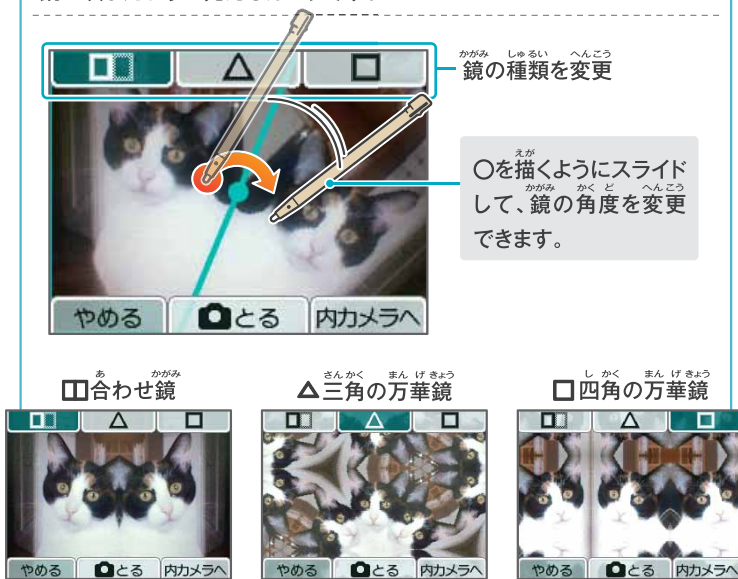 鏡の種類を変更
○を描くようにスライド
して、鏡の角度を変更
できます。
やめる とる 内カメラへ
合わせ鏡
三角の万華鏡
四角の万華鏡
やめる とる 内カメラへ
やめる とる 内カメラへ
やめる とる 内カメラへ